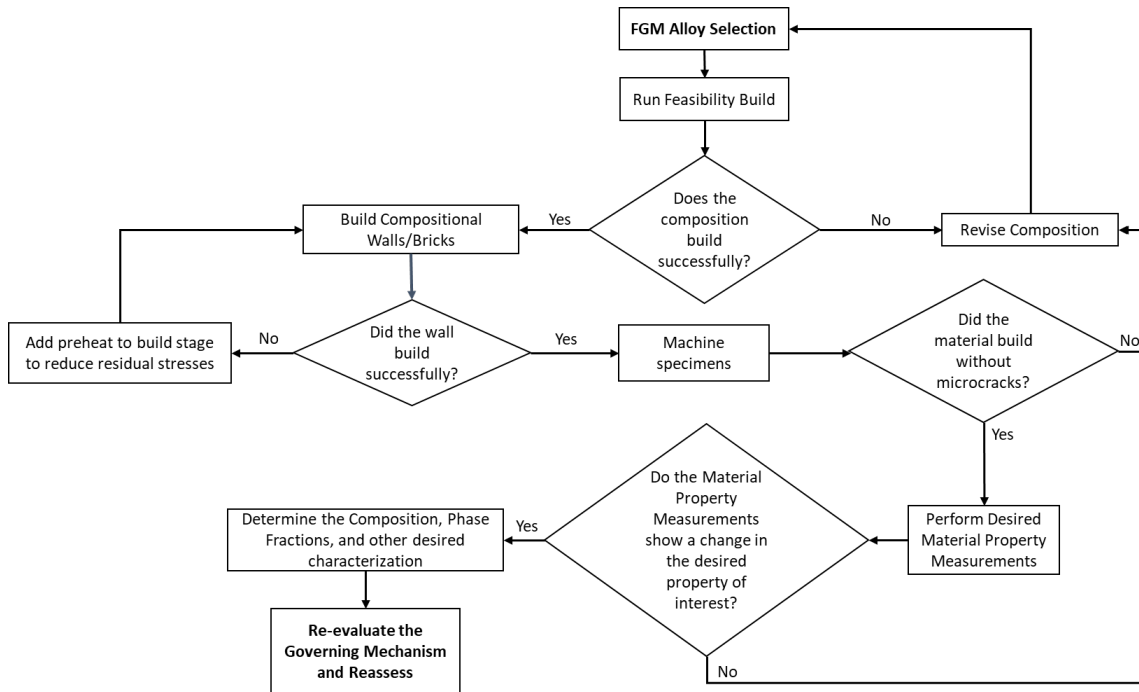 FGM Alloy Selection
Run Feasibility Build
Does the
composition
build
successfully?
Yes
No
Build Compositional
Walls/Bricks
Revise Composition
Add preheat to build stage
to reduce residual stresses
No
Did the wall
build
successfully?
Yes
Machine
specimens
Did the
material build
without
microcracks?
No
Yes
Perform Desired
Material Property
Measurements
Do the Material
Property
Measurements
show a change in
the desired
property of
interest?
Yes
No
Determine the Composition, Phase
Fractions, and other desired
characterization
Re-evaluate the
Governing Mechanism
and Reassess